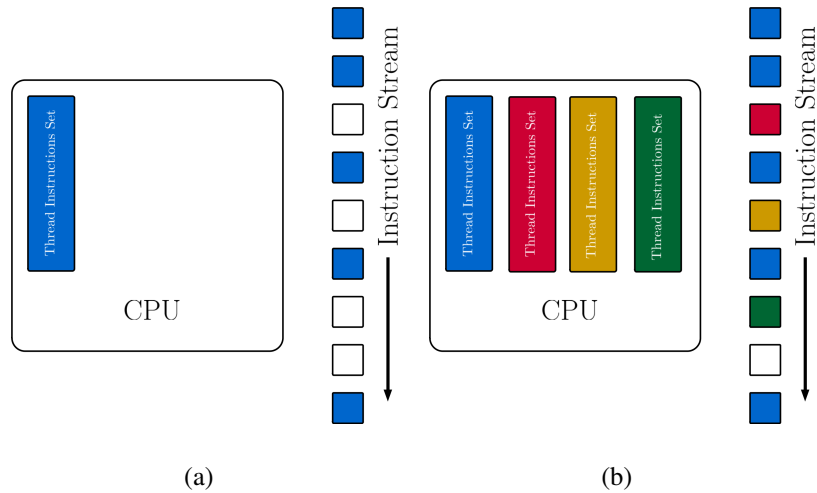 Thread Instructions Set
CPU
Instruction Stream
(a)
Thread Instructions Set
Thread Instructions Set
Thread Instructions Set
Thread Instructions Set
CPU
Instruction Stream
(b)